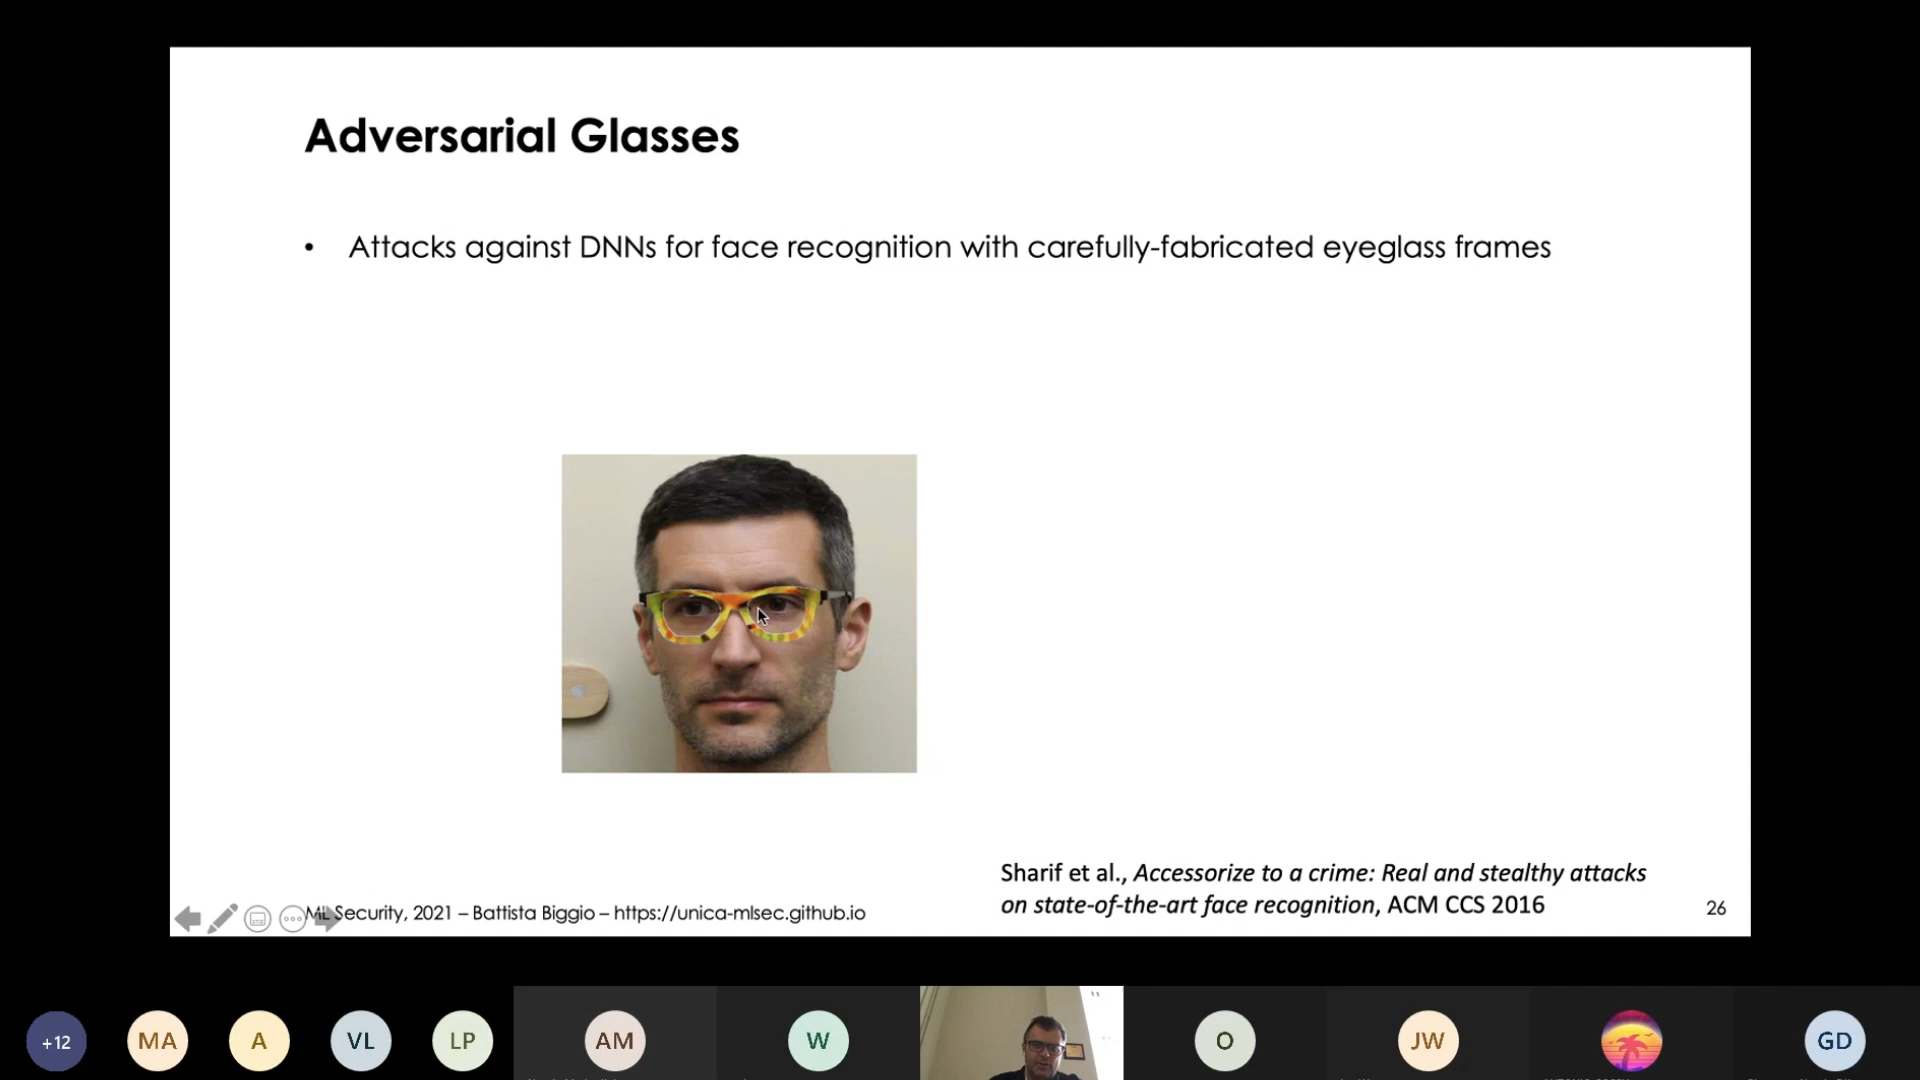 Adversarial Glasses
• Attacks against DNNs for face recognition with carefully-fabricated eyeglass frames
Sharif et al., Accessorize to a crime: Real and stealthy attacks
on state-of-the-art face recognition, ACM CCS 2016
ML Security, 2021 – Battista Biggio – https://unica-mlsec.github.io
26
+12
MA
A
VL
LP
AM
W
O
JW
GD